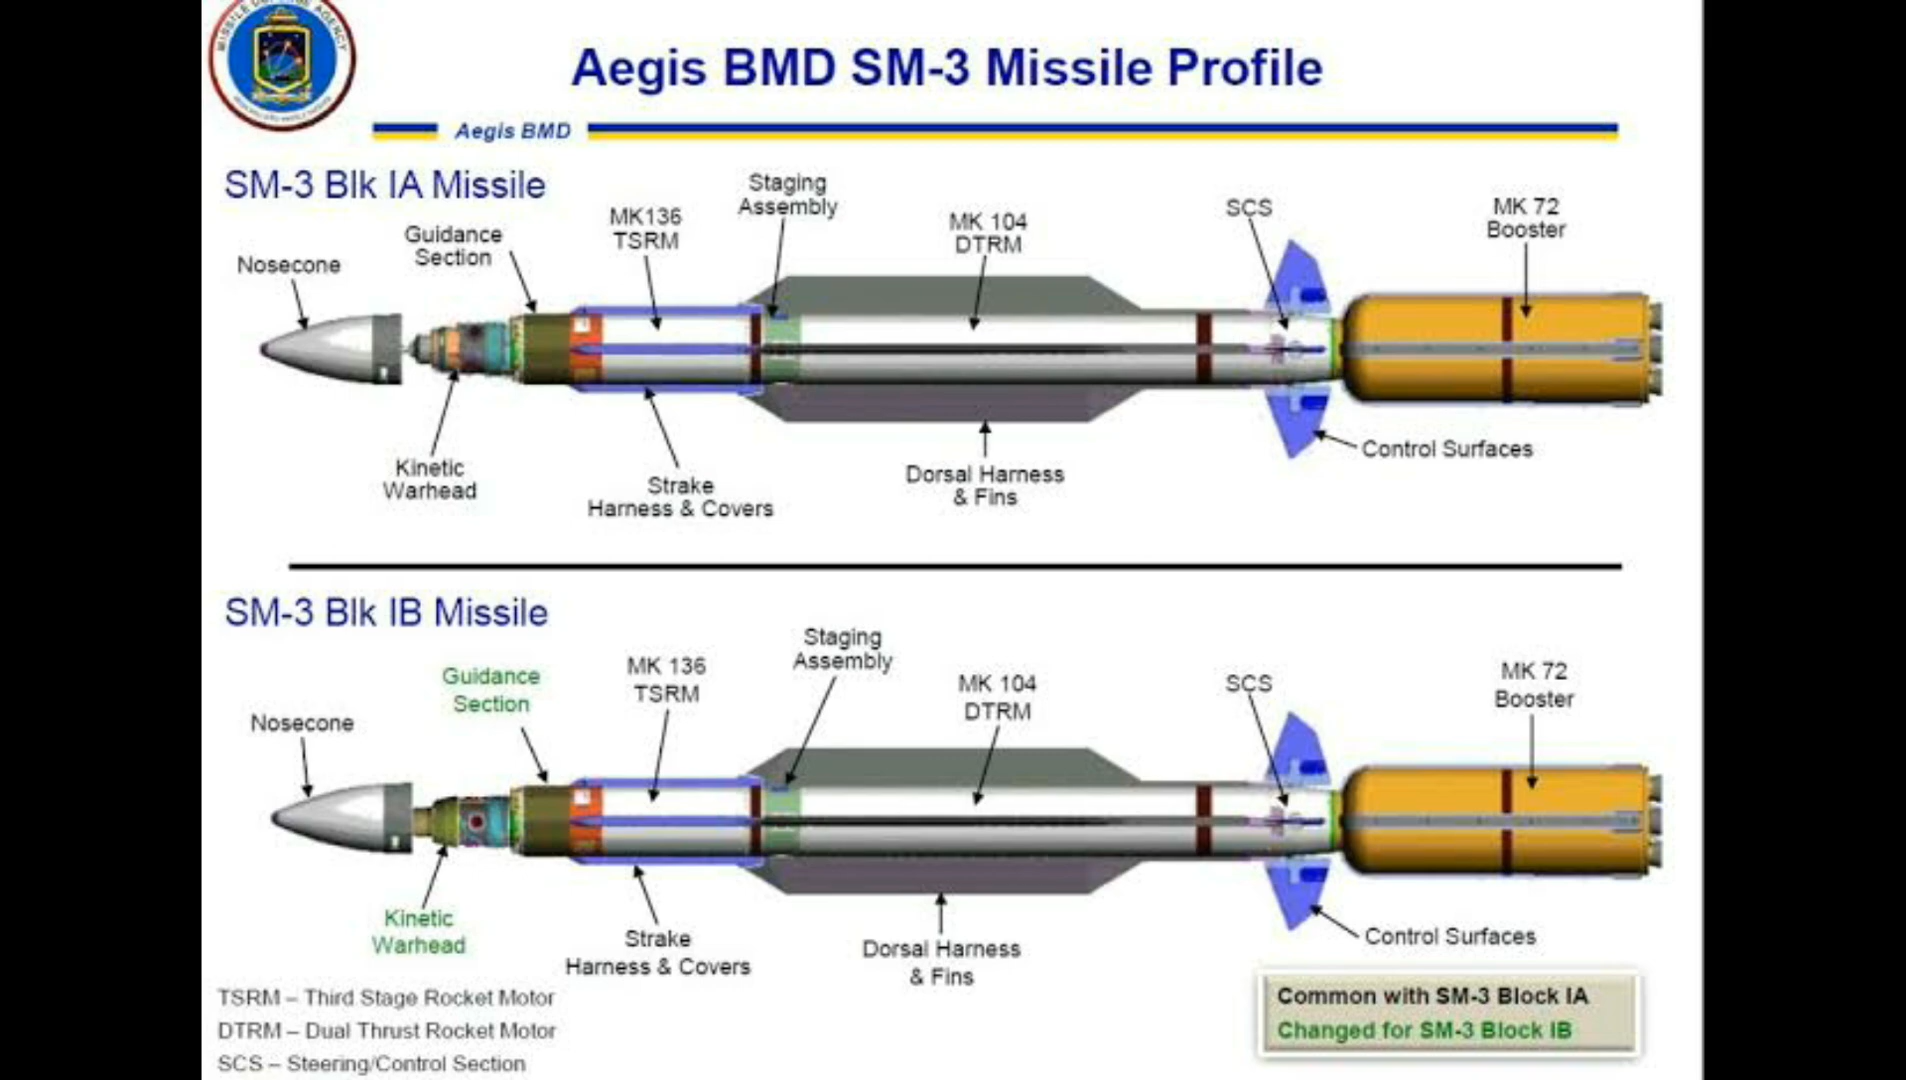 MISSILE DEFENSE AGENCY
Aegis BMD SM-3 Missile Profile
Aegis BMD
SM-3 Blk IA Missile
Nosecone
Guidance
Section
MK136
TSRM
Staging
Assembly
MK 104
DTRM
SCS
MK 72
Booster
Kinetic
Warhead
Strake
Harness & Covers
Dorsal Harness
& Fins
Control Surfaces
SM-3 Blk IB Missile
Nosecone
Guidance
Section
MK 136
TSRM
Staging
Assembly
MK 104
DTRM
SCS
MK 72
Booster
Kinetic
Warhead
Strake
Harness & Covers
Dorsal Harness
& Fins
Control Surfaces
TSRM – Third Stage Rocket Motor
DTRM – Dual Thrust Rocket Motor
SCS – Steering/Control Section
Common with SM-3 Block IA
Changed for SM-3 Block IB